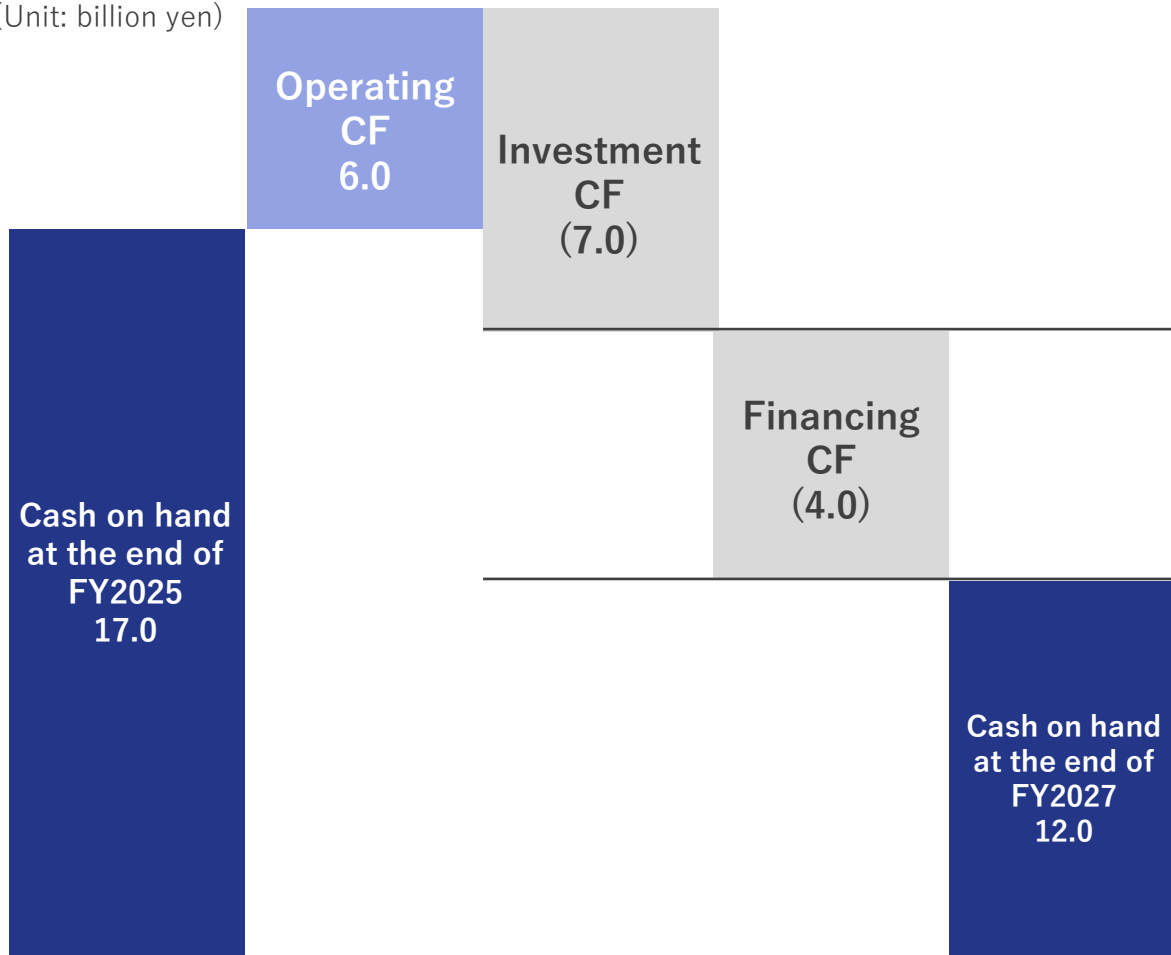 (Unit: billion yen)
Operating
CF
6.0
Investment
CF
(7.0)
Financing
CF
(4.0)
Cash on hand
at the end of
FY2025
17.0
Cash on hand
at the end of
FY2027
12.0